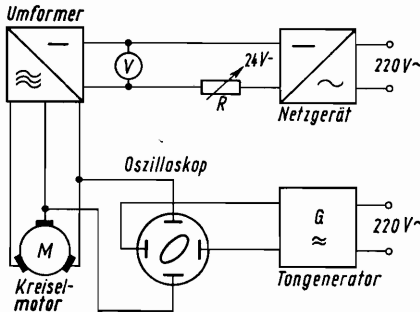 Umformer
V
24V-
R
220V~
Netzgerät
Oszilloskop
M
Kreisel-
motor
G
220V~
Tongenerator